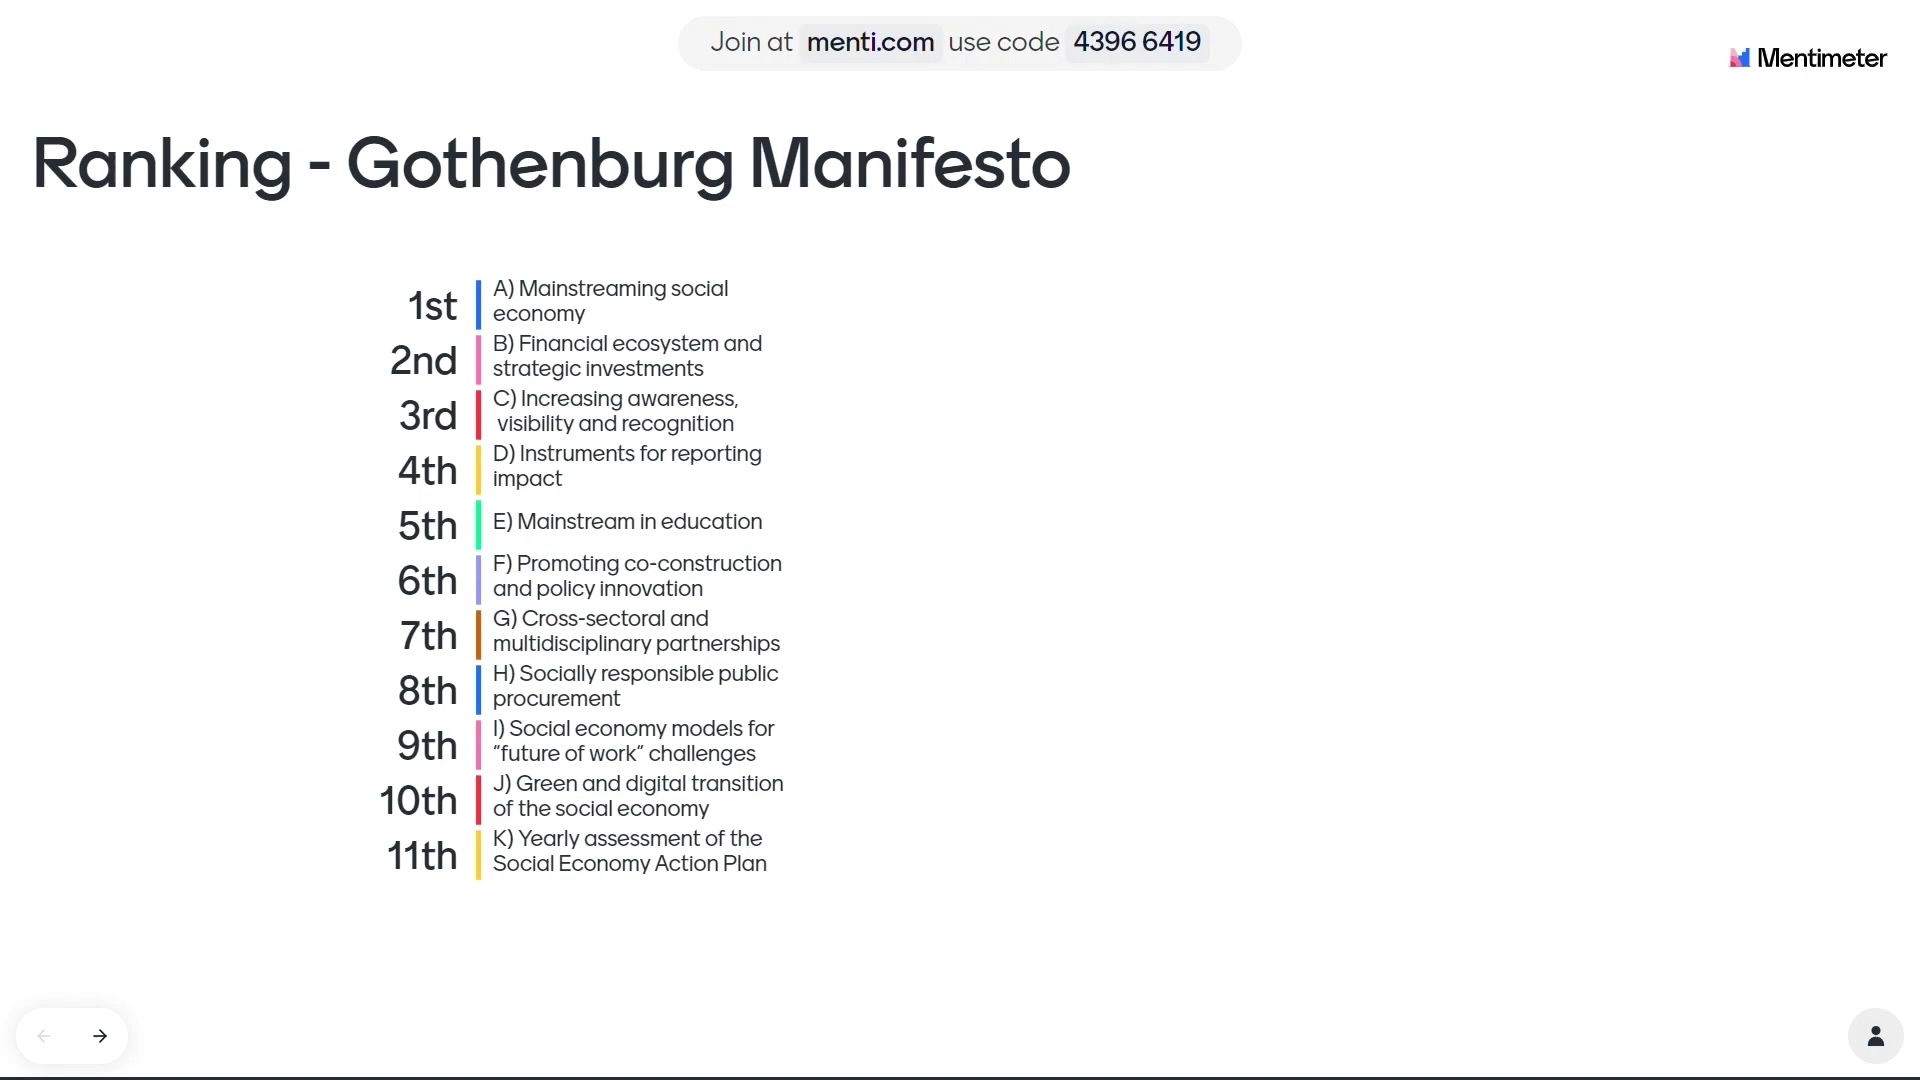 Join at menti.com use code 4396 6419
Mentimeter
Ranking - Gothenburg Manifesto
1st
A) Mainstreaming social
economy
2nd
B) Financial ecosystem and
strategic investments
3rd
C) Increasing awareness,
visibility and recognition
4th
D) Instruments for reporting
impact
5th
E) Mainstream in education
6th
F) Promoting co-construction
and policy innovation
7th
G) Cross-sectoral and
multidisciplinary partnerships
8th
H) Socially responsible public
procurement
9th
I) Social economy models for
“future of work“ challenges
10th
J) Green and digital transition
of the social economy
11th
K) Yearly assessment of the
Social Economy Action Plan